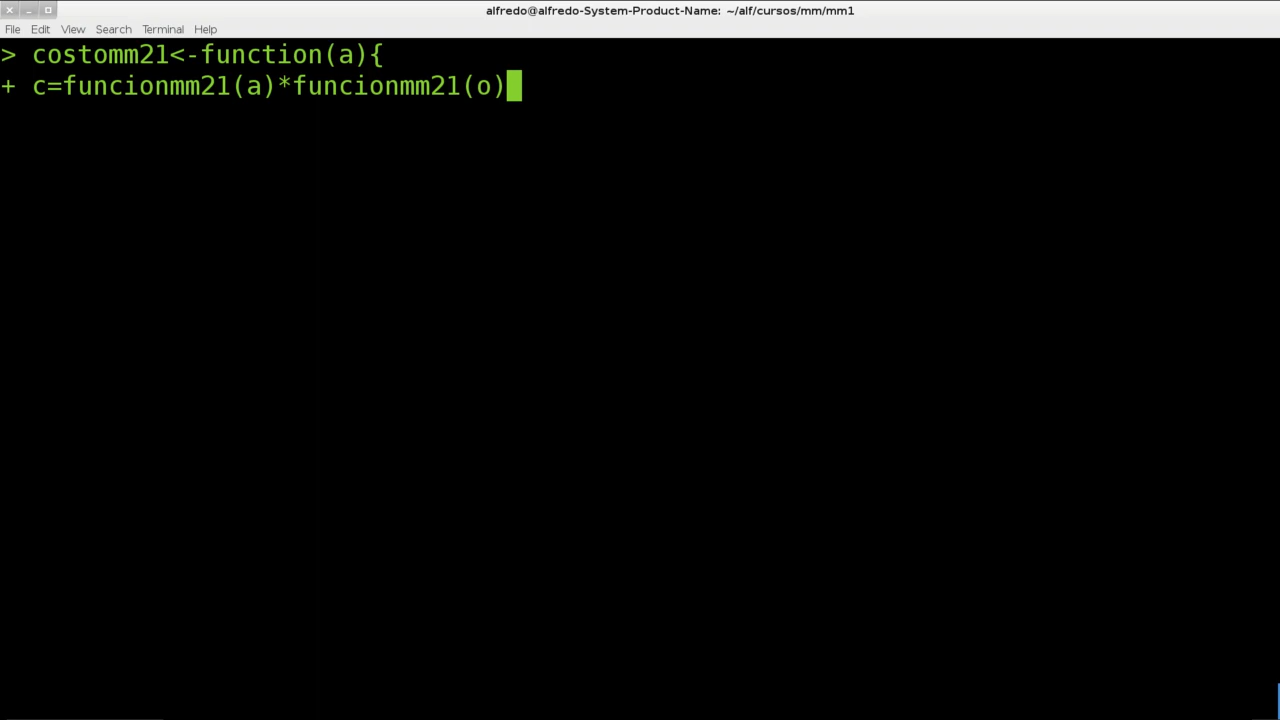 alfredo@alfredo-System-Product-Name: ~/alf/cursos/mm/mm1
File Edit View Search Terminal Help
> costomm21<-function(a){
+ c=funcionmm21(a)*funcionmm21(o)